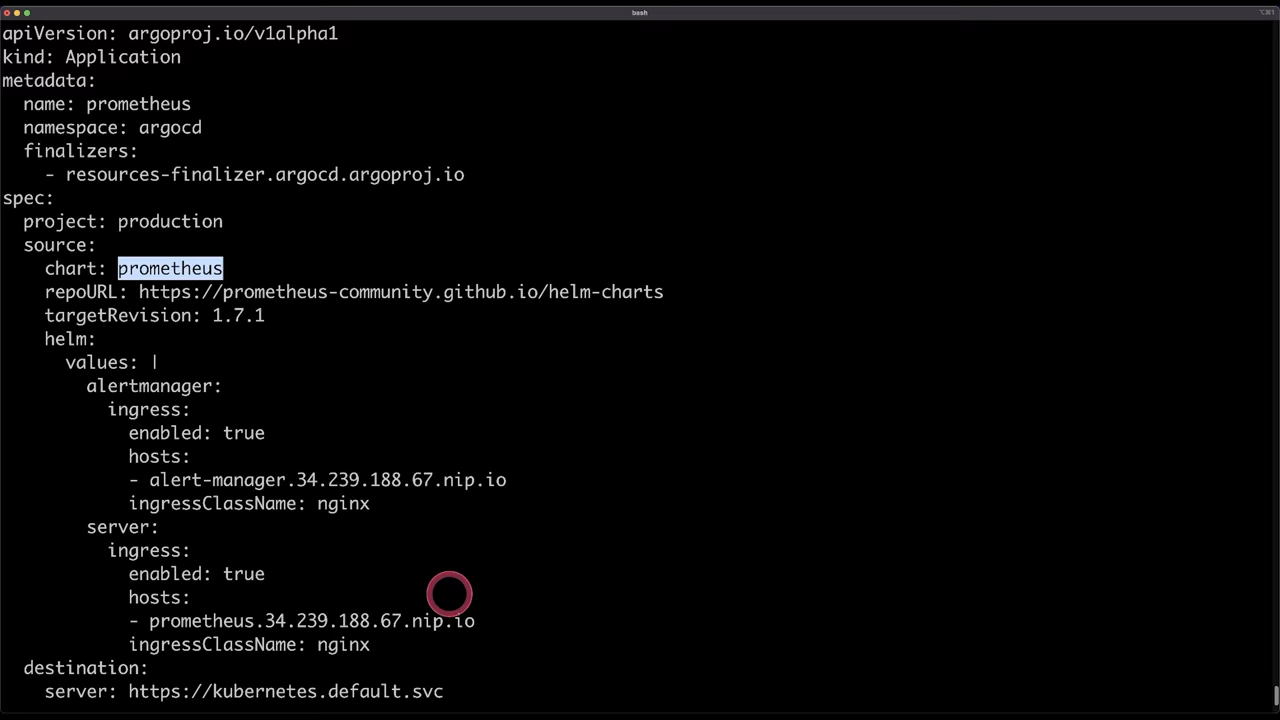 bash
⌥⌘1
apiVersion: argoproj.io/v1alpha1
kind: Application
metadata:
  name: prometheus
  namespace: argocd
  finalizers:
    - resources-finalizer.argocd.argoproj.io
spec:
  project: production
  source:
    chart: prometheus
    repoURL: https://prometheus-community.github.io/helm-charts
    targetRevision: 1.7.1
    helm:
      values: |
        alertmanager:
          ingress:
            enabled: true
            hosts:
            - alert-manager.34.239.188.67.nip.io
            ingressClassName: nginx
        server:
          ingress:
            enabled: true
            hosts:
            - prometheus.34.239.188.67.nip.io
            ingressClassName: nginx
  destination:
    server: https://kubernetes.default.svc